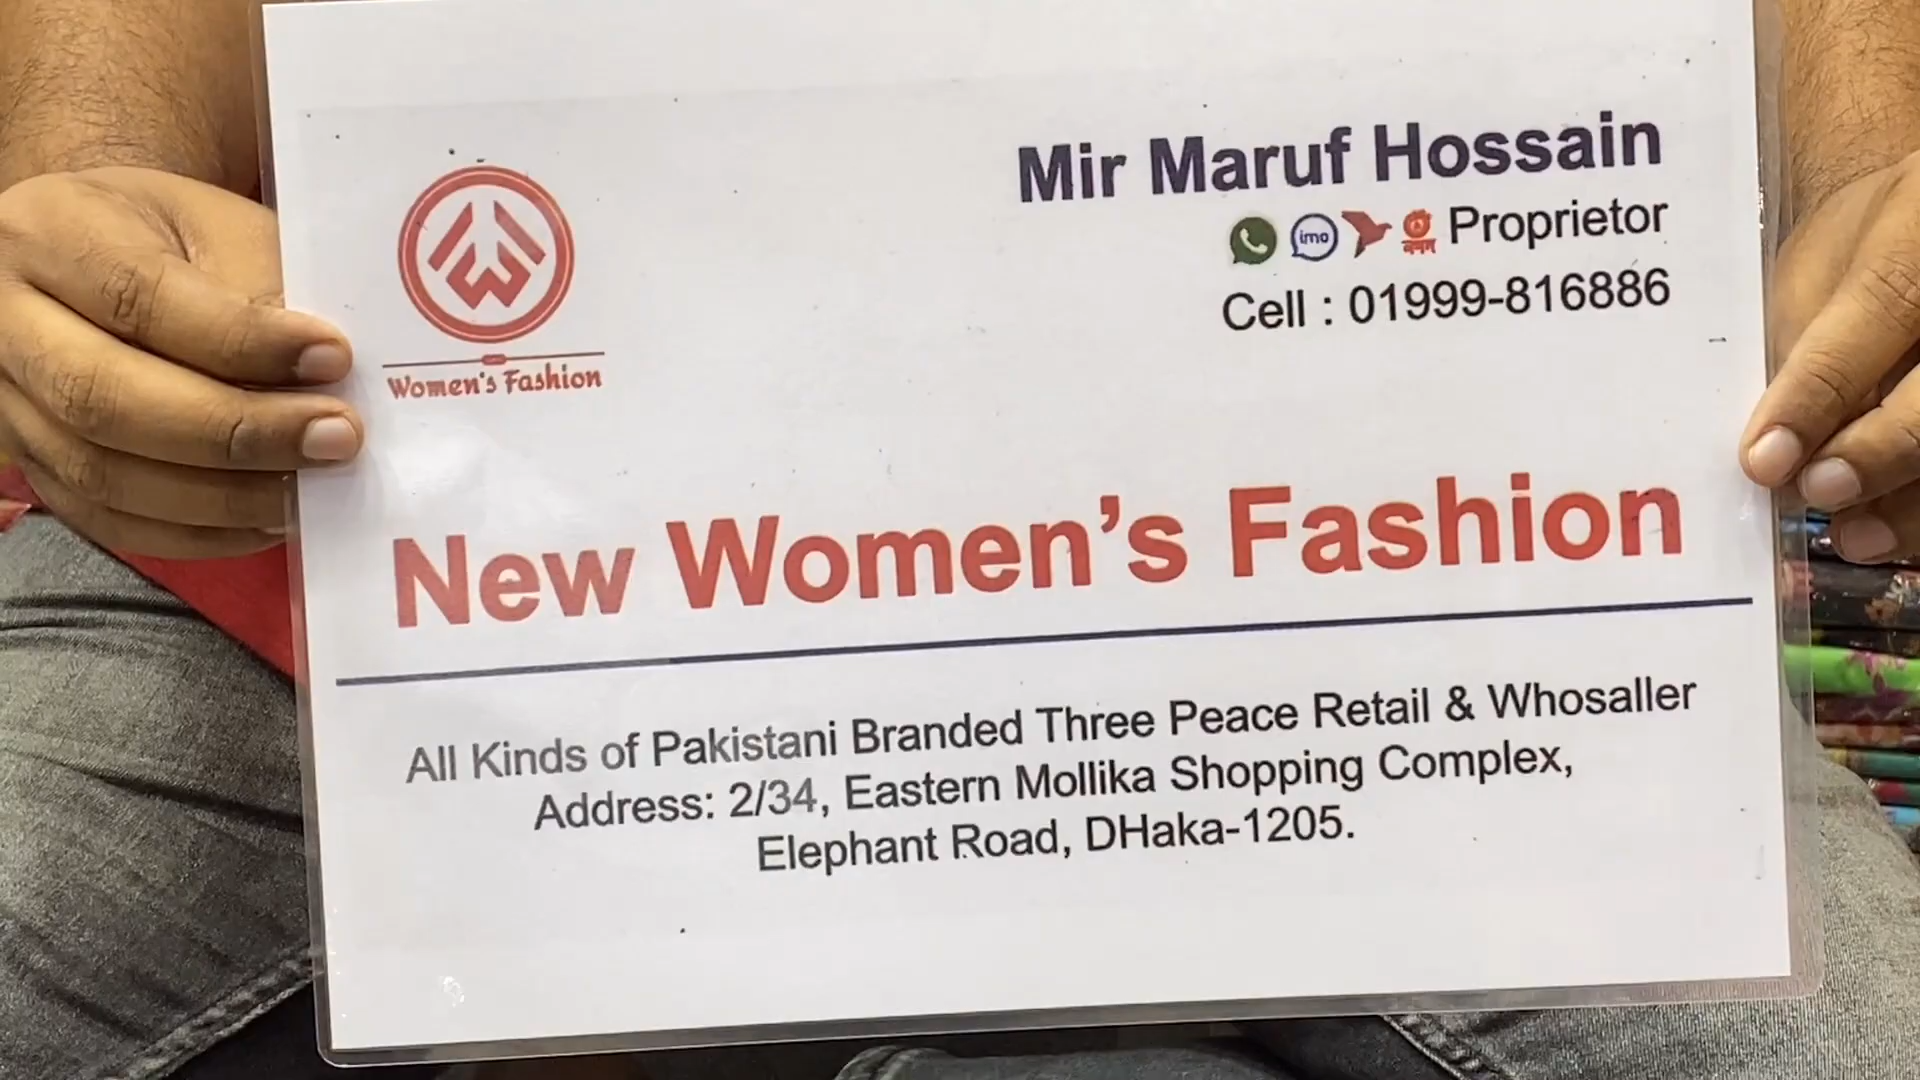 Mir Maruf Hossain
imo
Proprietor
Cell : 01999-816886
Women's Fashion
New Women's Fashion
All Kinds of Pakistani Branded Three Peace Retail & Whosaller
Address: 2/34, Eastern Mollika Shopping Complex,
Elephant Road, DHaka-1205.